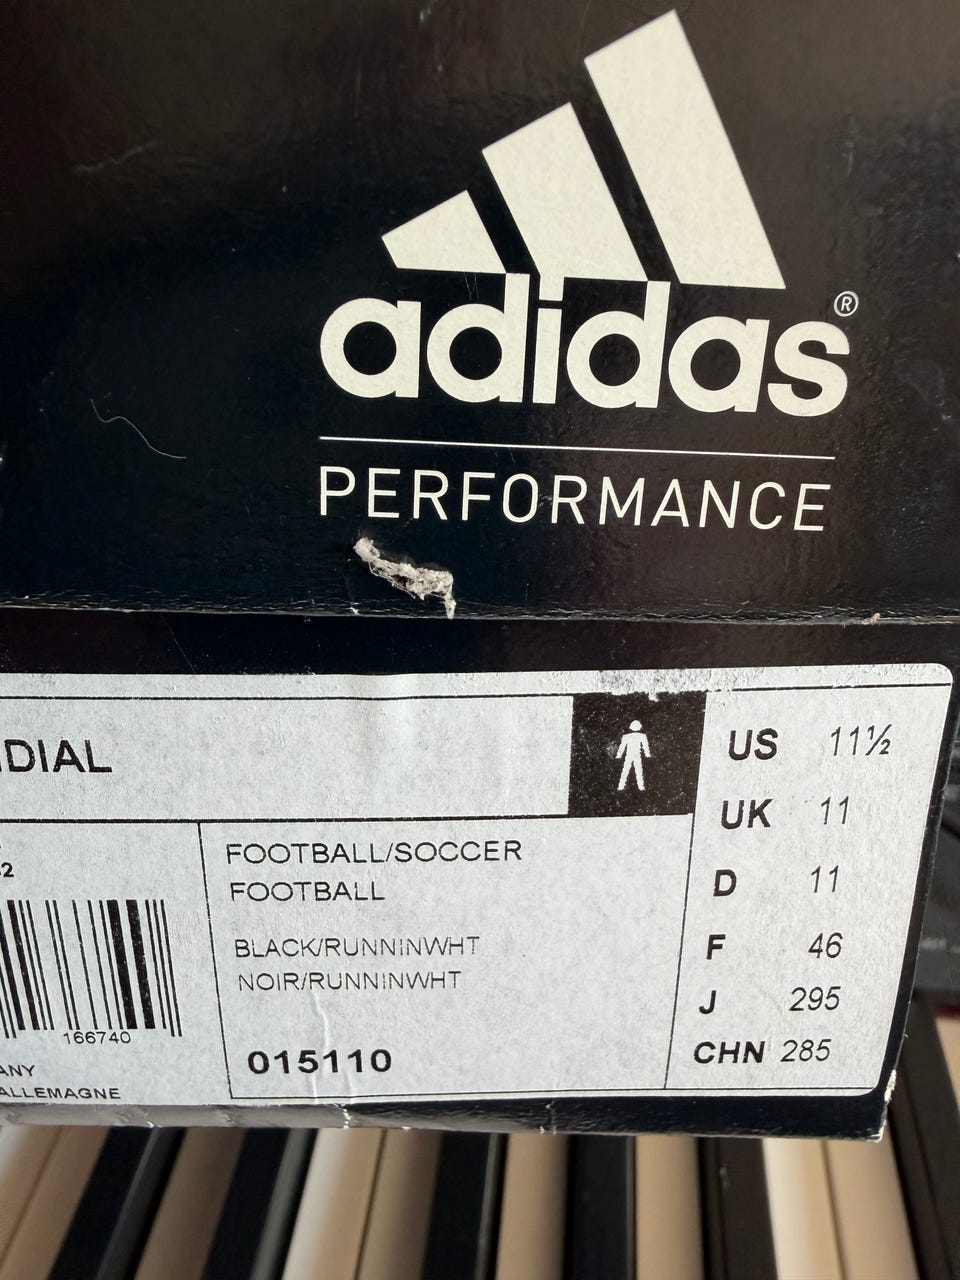 adidas®
PERFORMANCE
DIAL
FOOTBALL/SOCCER
FOOTBALL
BLACK/RUNNINWHT
NOIR/RUNNINWHT
015110
166740
ANY
ALLEMAGNE
US 11½
UK 11
D 11
F 46
J 295
CHN 285